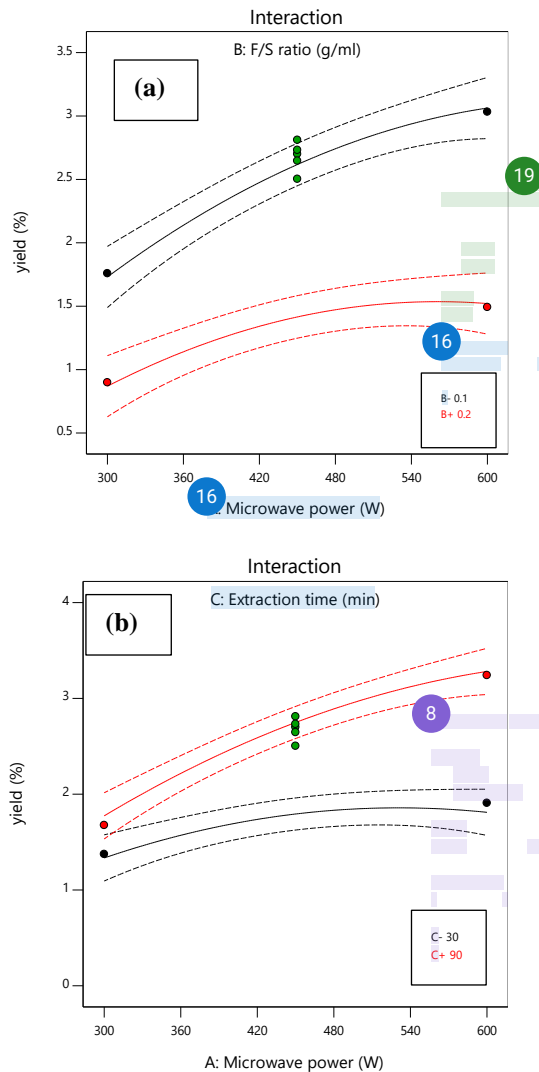 Interaction
B: F/S ratio (g/ml)
(a)
3.5
3
2.5
2
1.5
1
0.5
yield (%)
19
16
B- 0.1
B+ 0.2
300
360
420
480
540
600
16
: Microwave power (W)
Interaction
C: Extraction time (min)
(b)
4
3
2
1
0
yield (%)
8
C- 30
C+ 90
300
360
420
480
540
600
A: Microwave power (W)